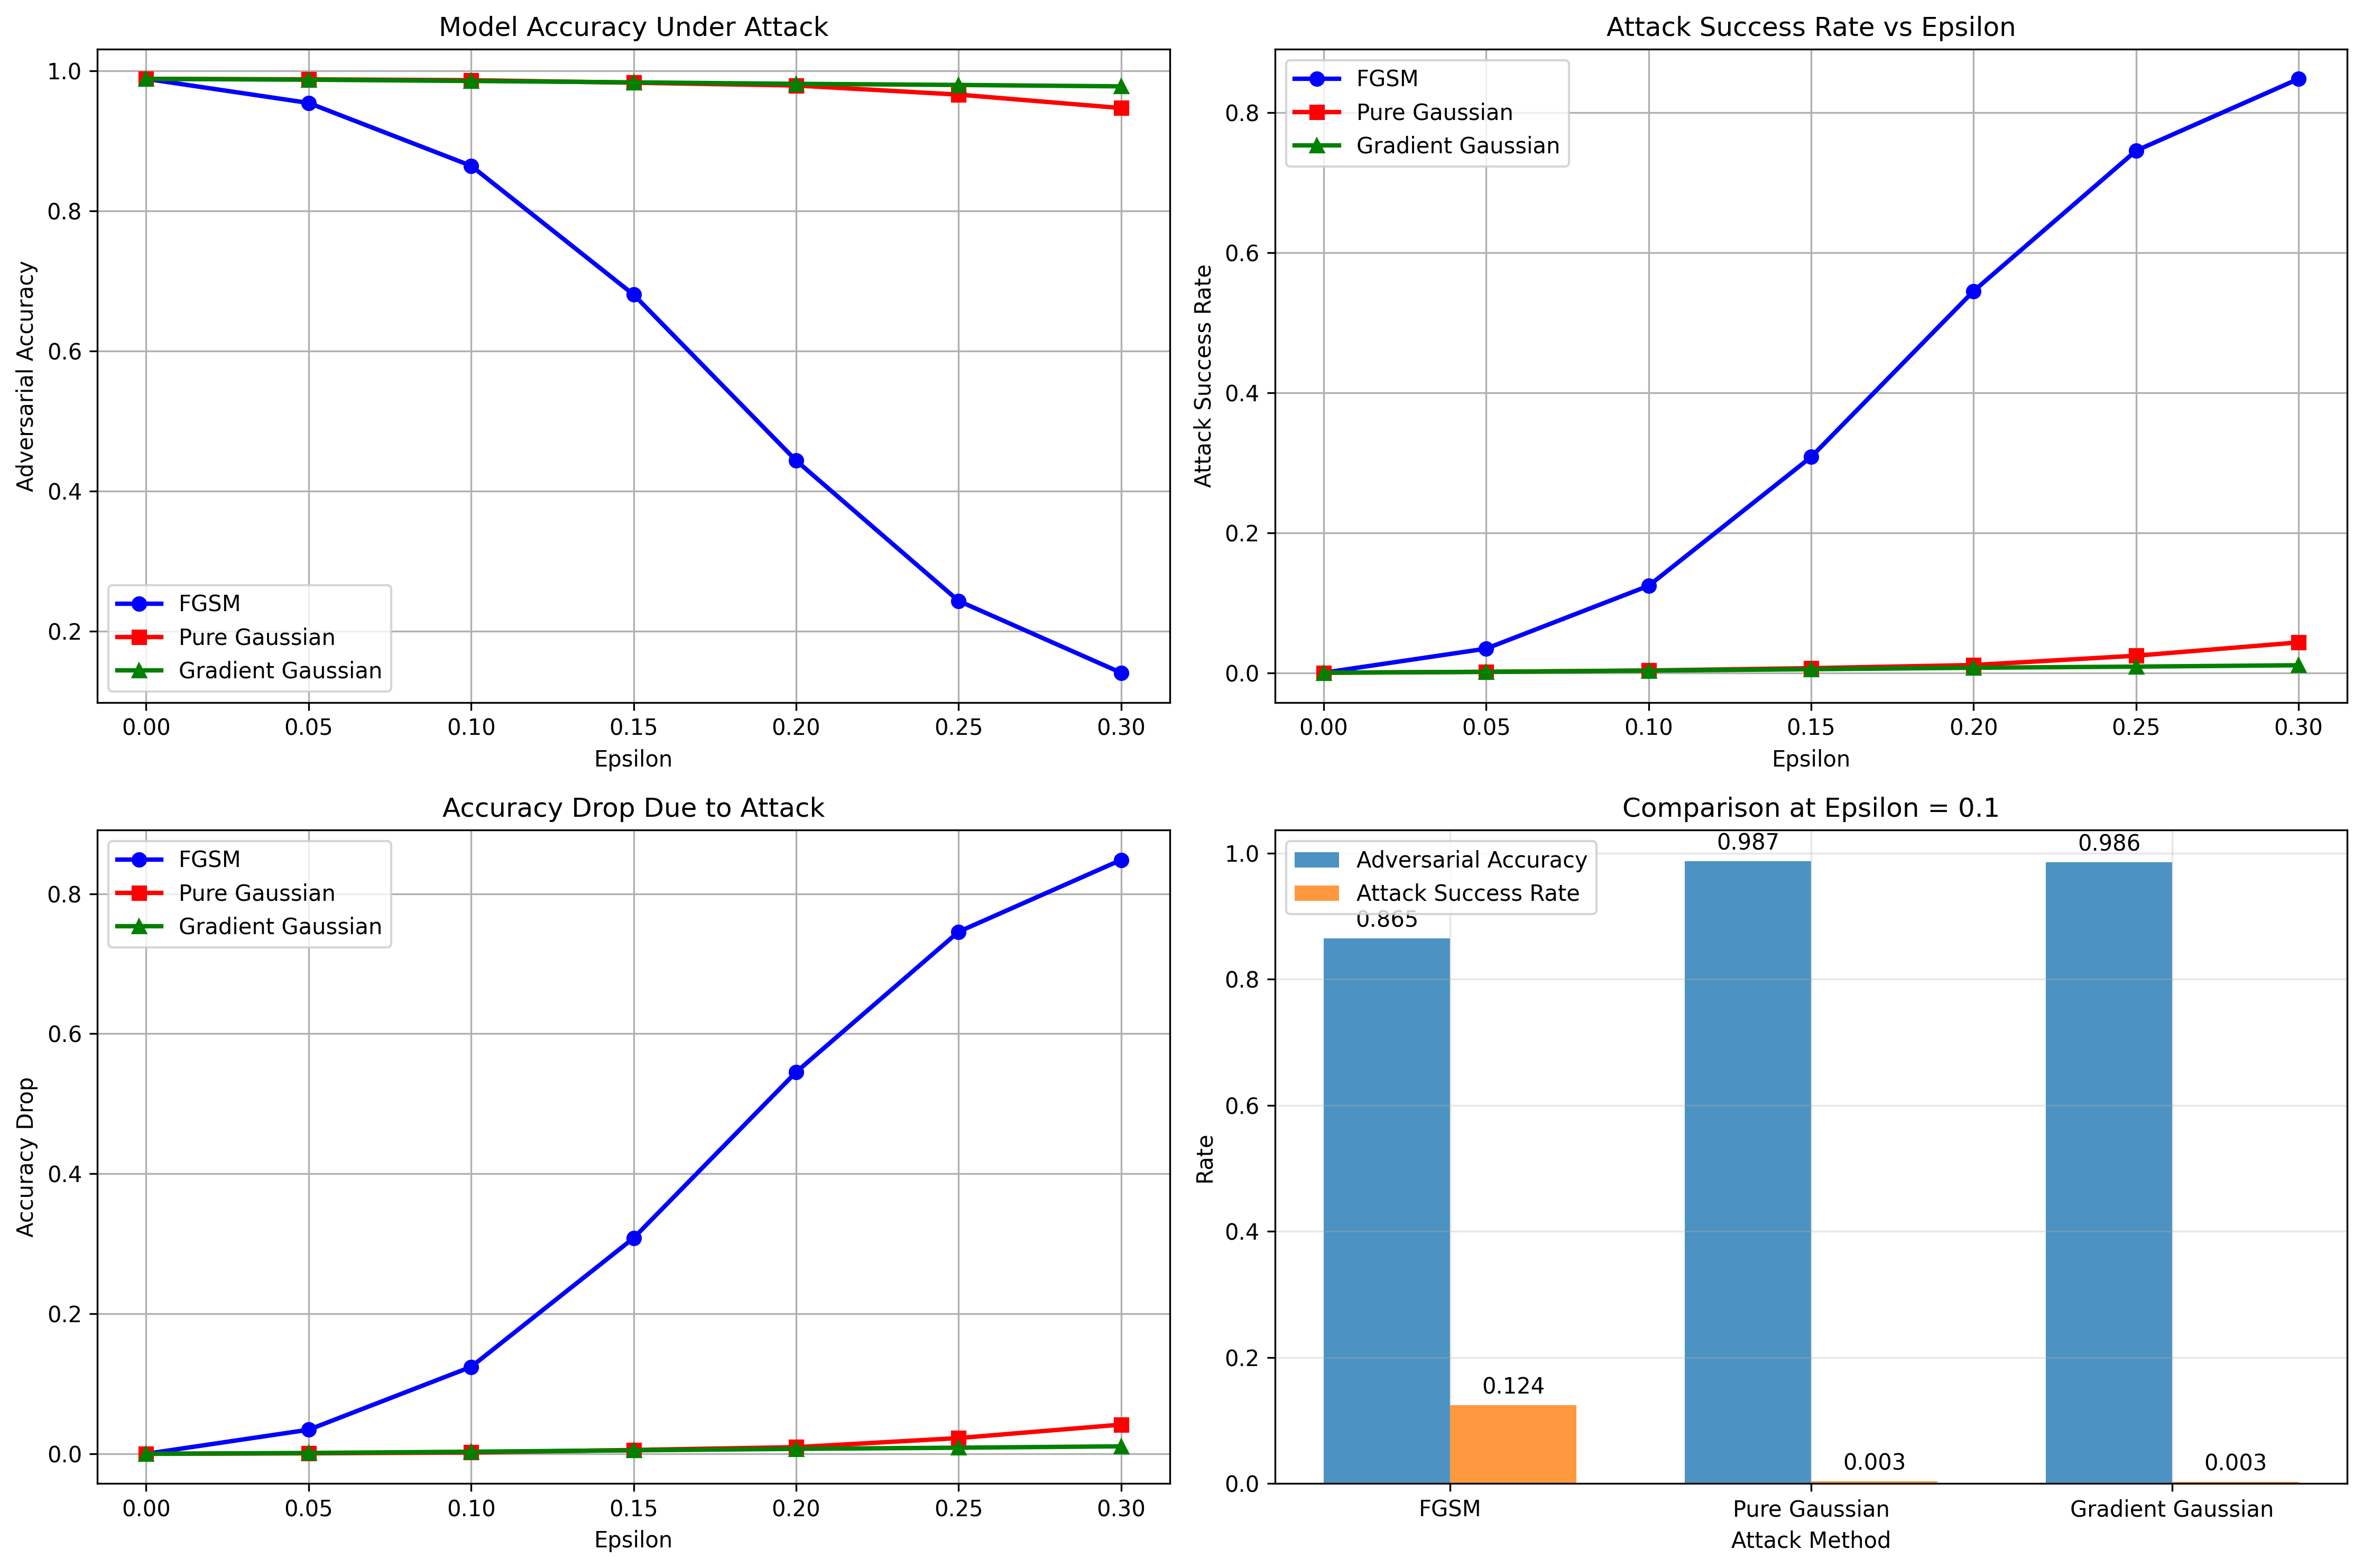 Model Accuracy Under Attack
Adversarial Accuracy
1.0
0.8
0.6
0.4
0.2
FGSM
Pure Gaussian
Gradient Gaussian
0.00 0.05 0.10 0.15 0.20 0.25 0.30
Epsilon
Attack Success Rate vs Epsilon
Attack Success Rate
FGSM
Pure Gaussian
Gradient Gaussian
0.8
0.6
0.4
0.2
0.0
0.00 0.05 0.10 0.15 0.20 0.25 0.30
Epsilon
Accuracy Drop Due to Attack
Accuracy Drop
FGSM
Pure Gaussian
Gradient Gaussian
0.8
0.6
0.4
0.2
0.0
0.00 0.05 0.10 0.15 0.20 0.25 0.30
Epsilon
Comparison at Epsilon = 0.1
Rate
Adversarial Accuracy
Attack Success Rate
1.0
0.8
0.6
0.4
0.2
0.0
0.865
0.987
0.986
0.124
0.003
0.003
FGSM Pure Gaussian Gradient Gaussian
Attack Method